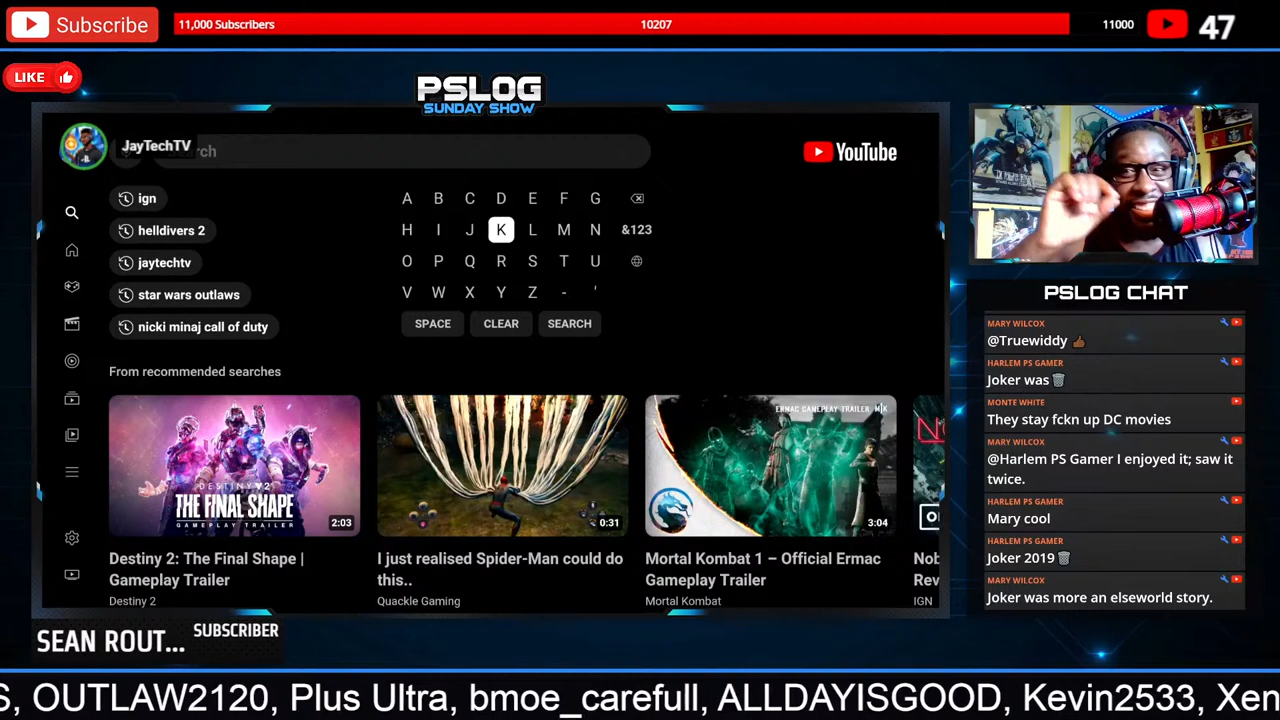 Subscribe
11,000 Subscribers
10207
11000
47
LIKE
PSLOG
SUNDAY SHOW
JayTechTV
YouTube
ign
helldivers 2
jaytechtv
star wars outlaws
nicki minaj call of duty
A B C D E F G
H I J K L M N &123
O P Q R S T U
V W X Y Z - '
SPACE CLEAR SEARCH
From recommended searches
DESTINY 2
THE FINAL SHAPE
GAMEPLAY TRAILER
2:03
0:31
ERMAC GAMEPLAY TRAILER
3:04
Destiny 2: The Final Shape |
Gameplay Trailer
Destiny 2
I just realised Spider-Man could do
this..
Quackle Gaming
Mortal Kombat 1 – Official Ermac
Gameplay Trailer
Mortal Kombat
IGN
PSLOG CHAT
MARY WILCOX
@Truewiddy 👍🏾
HARLEM PS GAMER
Joker was 🗑️
MONTE WHITE
They stay fckn up DC movies
MARY WILCOX
@Harlem PS Gamer I enjoyed it; saw it
twice.
HARLEM PS GAMER
Mary cool
HARLEM PS GAMER
Joker 2019 🗑️
MARY WILCOX
Joker was more an elseworld story.
SEAN ROUT...
SUBSCRIBER
S, OUTLAW2120, Plus Ultra, bmoe_carefull, ALLDAYISGOOD, Kevin2533, Xen